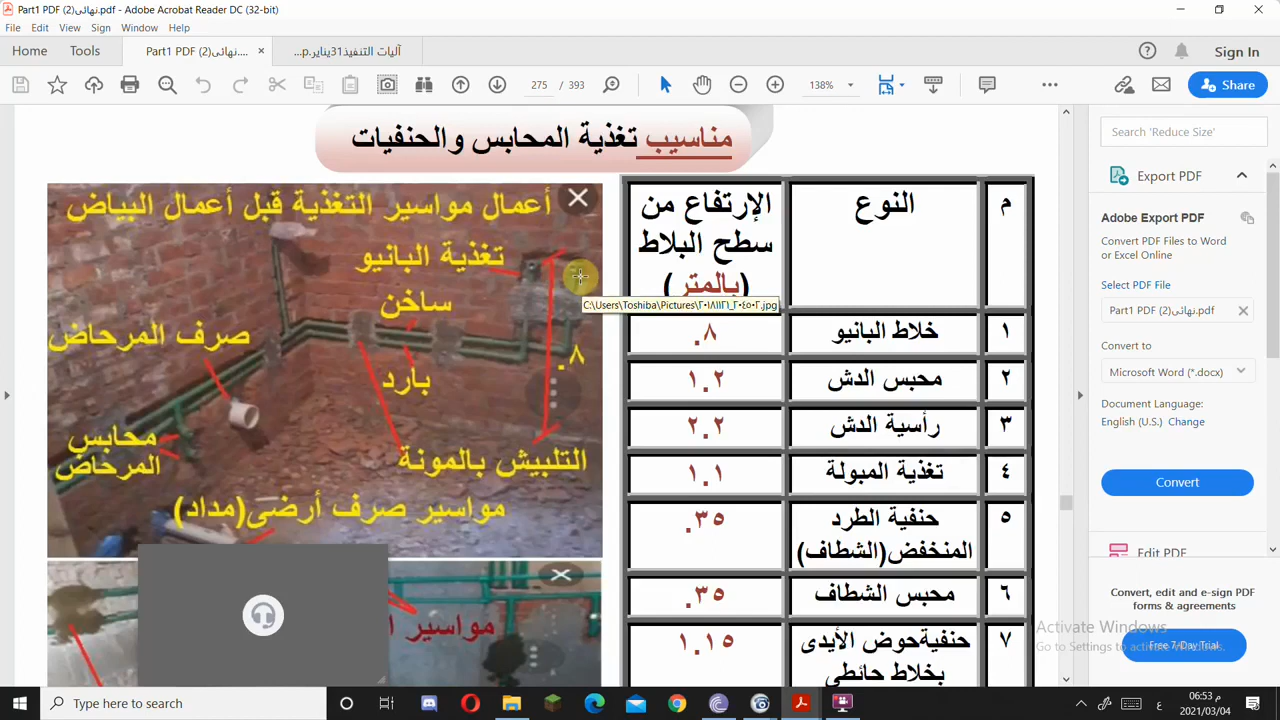 Part1 PDF (2)نهائى.pdf - Adobe Acrobat Reader DC (32-bit)
File Edit View Sign Window Help
Home Tools Part1 PDF (2)نهائى.... × آليات التنفيذ31يناير.p... Sign In
275 / 393 138% Share
مناسيب تغذية المحابس والحنفيات
أعمال مواسير التغذية قبل أعمال البياض
تغذية البانيو
ساخن
صرف المرحاض
.٨
بارد
محابس
المرحاض
التلبيش بالمونة
مواسير صرف أرضى(مداد)
مواسير
C:\Users\Toshiba\Pictures\٢٠١٨١١٢١_٢٠٤٥٠٢.jpg
م النوع الإرتفاع من سطح البلاط (بالمتر)
١ خلاط البانيو .٨
٢ محبس الدش ١.٢
٣ رأسية الدش ٢.٢
٤ تغذية المبولة ١.١
٥ حنفية الطرد المنخفض(الشطاف) .٣٥
٦ محبس الشطاف .٣٥
٧ حنفيةحوض الأيدى بخلاط حائطى ١.١٥
Search 'Reduce Size'
Export PDF
Adobe Export PDF
Convert PDF Files to Word
or Excel Online
Select PDF File
Part1 PDF (2)نهائى.pdf ×
Convert to
Microsoft Word (*.docx)
Document Language:
English (U.S.) Change
Convert
Edit PDF
Convert, edit and e-sign PDF
forms & agreements
Free 7-Day Trial
Activate Windows
Go to Settings to activate Windows.
Type here to search
ع
06:53 م
2021/03/04